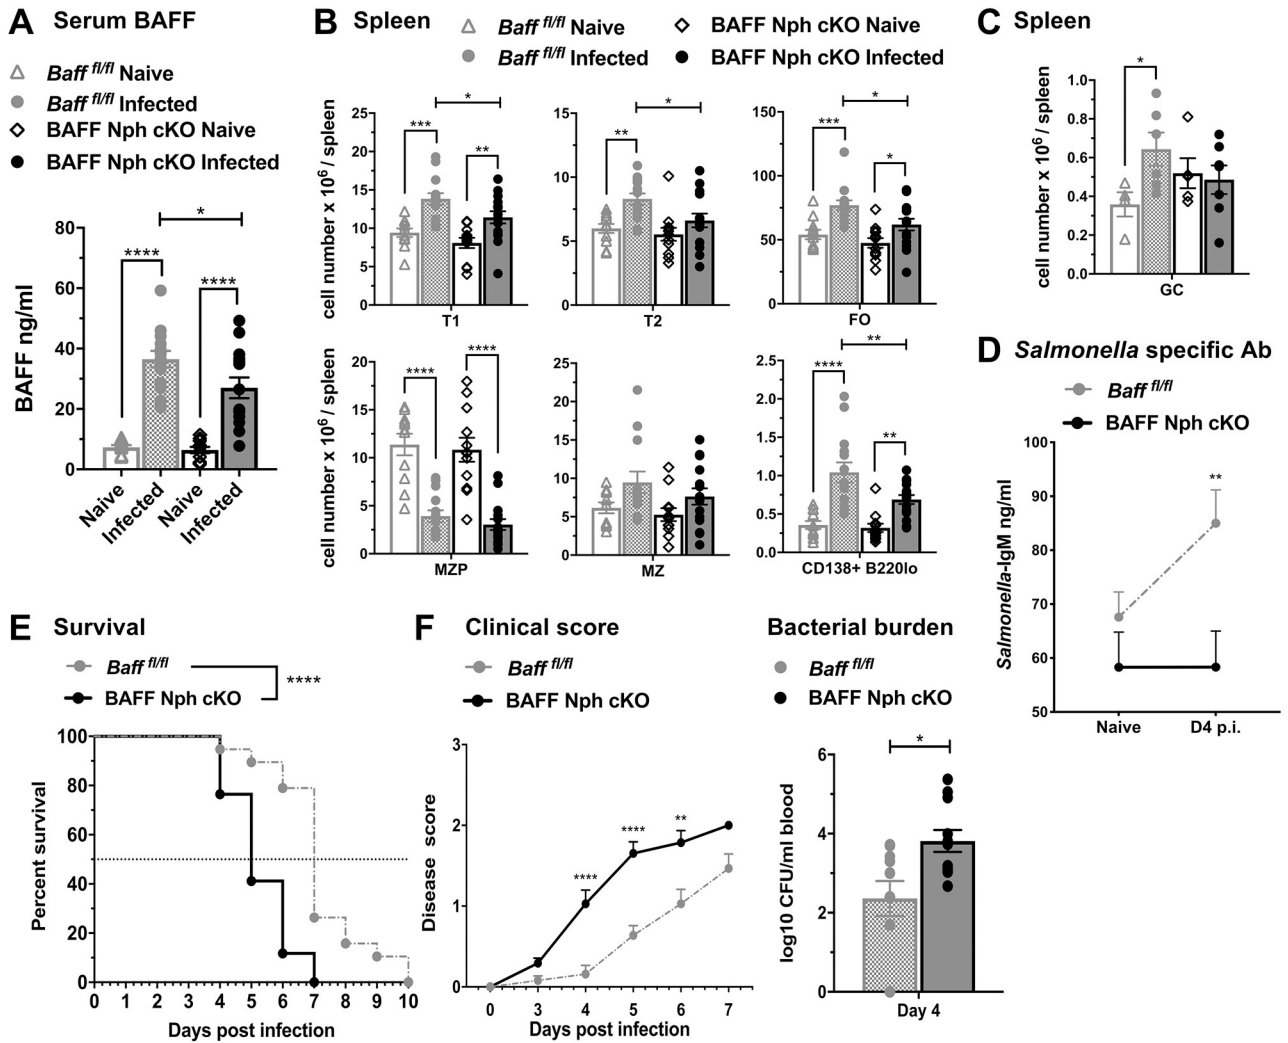 A Serum BAFF
Baff fl/fl Naive
Baff fl/fl Infected
BAFF Nph cKO Naive
BAFF Nph cKO Infected
*
****
****
BAFF ng/ml
80
60
40
20
0
Naive
Infected
Naive
Infected
B Spleen
Baff fl/fl Naive
Baff fl/fl Infected
BAFF Nph cKO Naive
BAFF Nph cKO Infected
cell number x 10⁶ / spleen
25
20
15
10
5
0
*
***
**
T1
15
10
5
0
*
**
T2
150
100
50
0
*
***
*
FO
cell number x 10⁶ / spleen
20
15
10
5
0
****
****
MZP
25
20
15
10
5
0
MZ
2.5
2.0
1.5
1.0
0.5
0.0
**
****
**
CD138+ B220lo
C Spleen
cell number x 10⁶ / spleen
1.0
0.8
0.6
0.4
0.2
0.0
*
GC
D Salmonella specific Ab
Baff fl/fl
BAFF Nph cKO
Salmonella-IgM ng/ml
100
90
80
70
60
50
**
Naive D4 p.i.
E Survival
Baff fl/fl
BAFF Nph cKO
****
Percent survival
100
80
60
40
20
0
0 1 2 3 4 5 6 7 8 9 10
Days post infection
F Clinical score
Baff fl/fl
BAFF Nph cKO
Disease score
3
2
1
0
****
****
**
0 3 4 5 6 7
Days post infection
Bacterial burden
Baff fl/fl
BAFF Nph cKO
log10 CFU/ml blood
6
4
2
0
*
Day 4